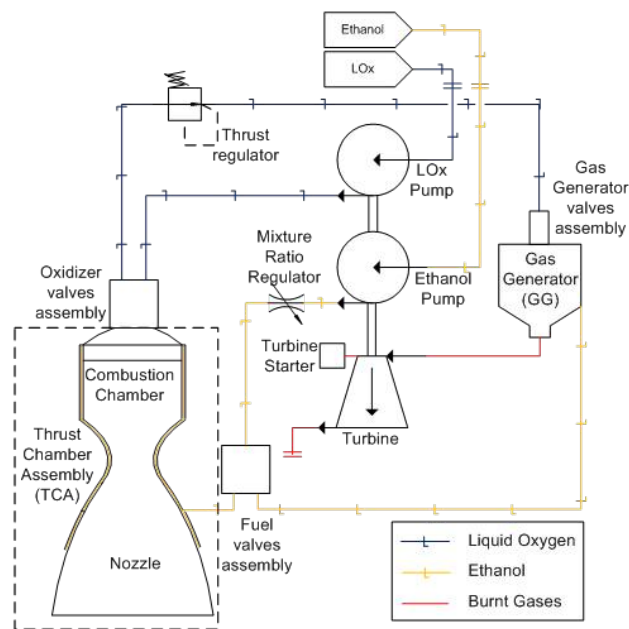 Ethanol
LOx
Thrust
regulator
LOx
Pump
Gas
Generator
valves
assembly
Mixture
Ratio
Regulator
Ethanol
Pump
Gas
Generator
(GG)
Oxidizer
valves
assembly
Turbine
Starter
Combustion
Chamber
Thrust
Chamber
Assembly
(TCA)
Turbine
Fuel
valves
assembly
Nozzle
Liquid Oxygen
Ethanol
Burnt Gases